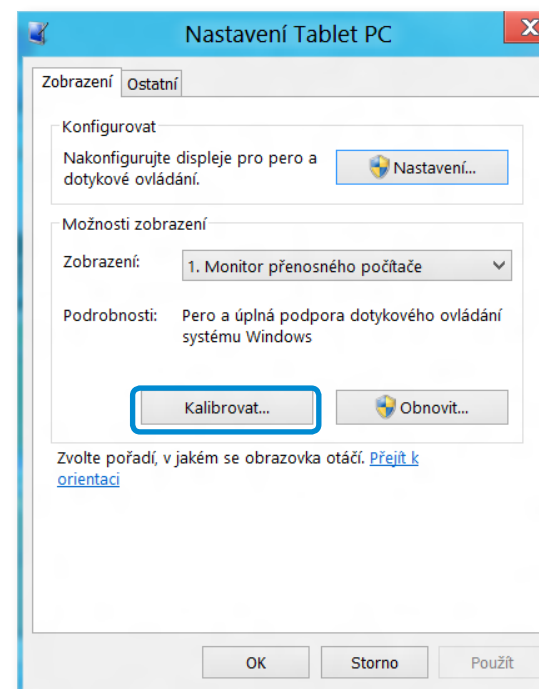 Nastavení Tablet PC
Zobrazení Ostatní
Konfigurovat
Nakonfigurujte displeje pro pero a
dotykové ovládání.
Nastavení...
Možnosti zobrazení
Zobrazení: 1. Monitor přenosného počítače
Podrobnosti: Pero a úplná podpora dotykového ovládání
systému Windows
Kalibrovat... Obnovit...
Zvolte pořadí, v jakém se obrazovka otáčí. Přejít k
orientaci
OK Storno Použít